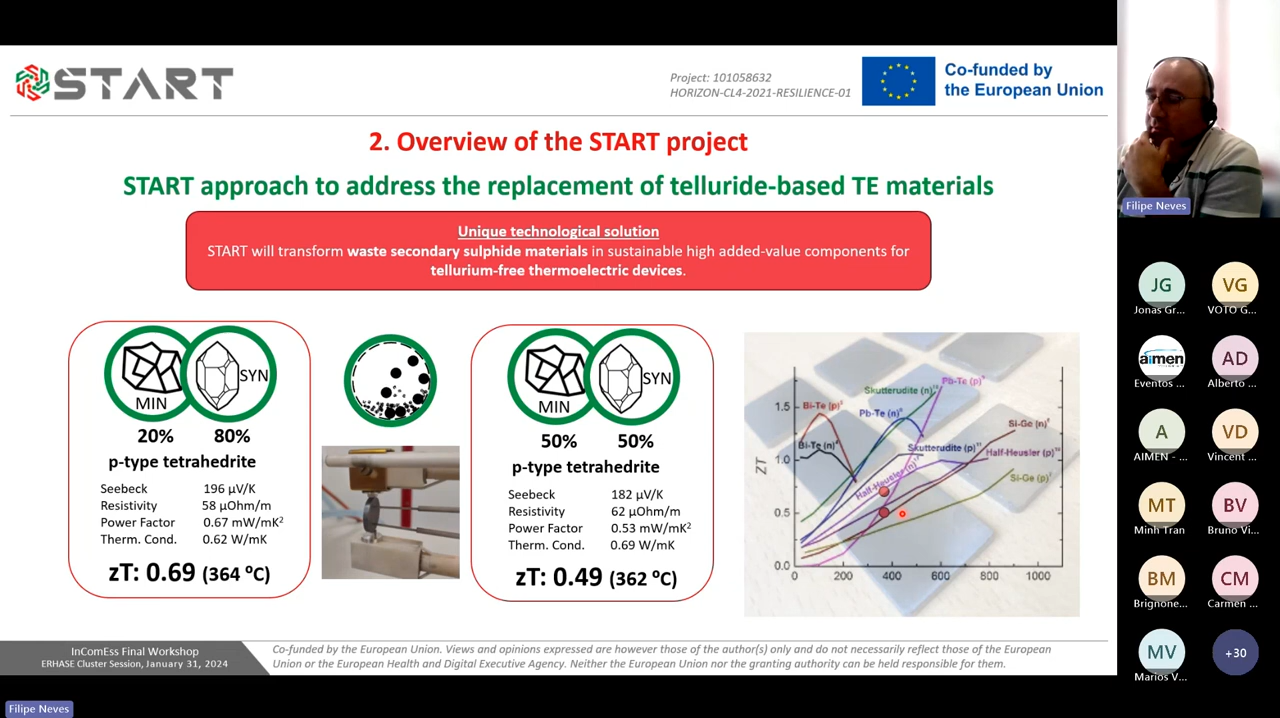 START
Project: 101058632
HORIZON-CL4-2021-RESILIENCE-01
Co-funded by
the European Union
2. Overview of the START project
START approach to address the replacement of telluride-based TE materials
Unique technological solution
START will transform waste secondary sulphide materials in sustainable high added-value components for
tellurium-free thermoelectric devices.
MIN
SYN
20%
80%
p-type tetrahedrite
Seebeck 196 µV/K
Resistivity 58 µOhm/m
Power Factor 0.67 mW/mK²
Therm. Cond. 0.62 W/mK
zT: 0.69 (364 ºC)
MIN
SYN
50%
50%
p-type tetrahedrite
Seebeck 182 µV/K
Resistivity 62 µOhm/m
Power Factor 0.53 mW/mK²
Therm. Cond. 0.69 W/mK
zT: 0.49 (362 ºC)
ZT
1.5
1.0
0.5
0.0
0
200
400
600
800
1000
Bi-Te (p)
Bi-Te (n)
Skutterudite (n)
Pb-Te (p)
Pb-Te (n)
Skutterudite (p)
Si-Ge (n)
Half-Heusler (p)
Half-Heusler (n)
Si-Ge (p)
InComEss Final Workshop
ERHASE Cluster Session, January 31, 2024
Co-funded by the European Union. Views and opinions expressed are however those of the author(s) only and do not necessarily reflect those of the European
Union or the European Health and Digital Executive Agency. Neither the European Union nor the granting authority can be held responsible for them.
Filipe Neves
JG
Jonas Gr...
VG
VOTO G...
aimen
Eventos ...
AD
Alberto ...
A
AIMEN - ...
VD
Vincent ...
MT
Minh Tran
BV
Bruno Vi...
BM
Brignone...
CM
Carmen ...
MV
Marios V...
+30
Filipe Neves